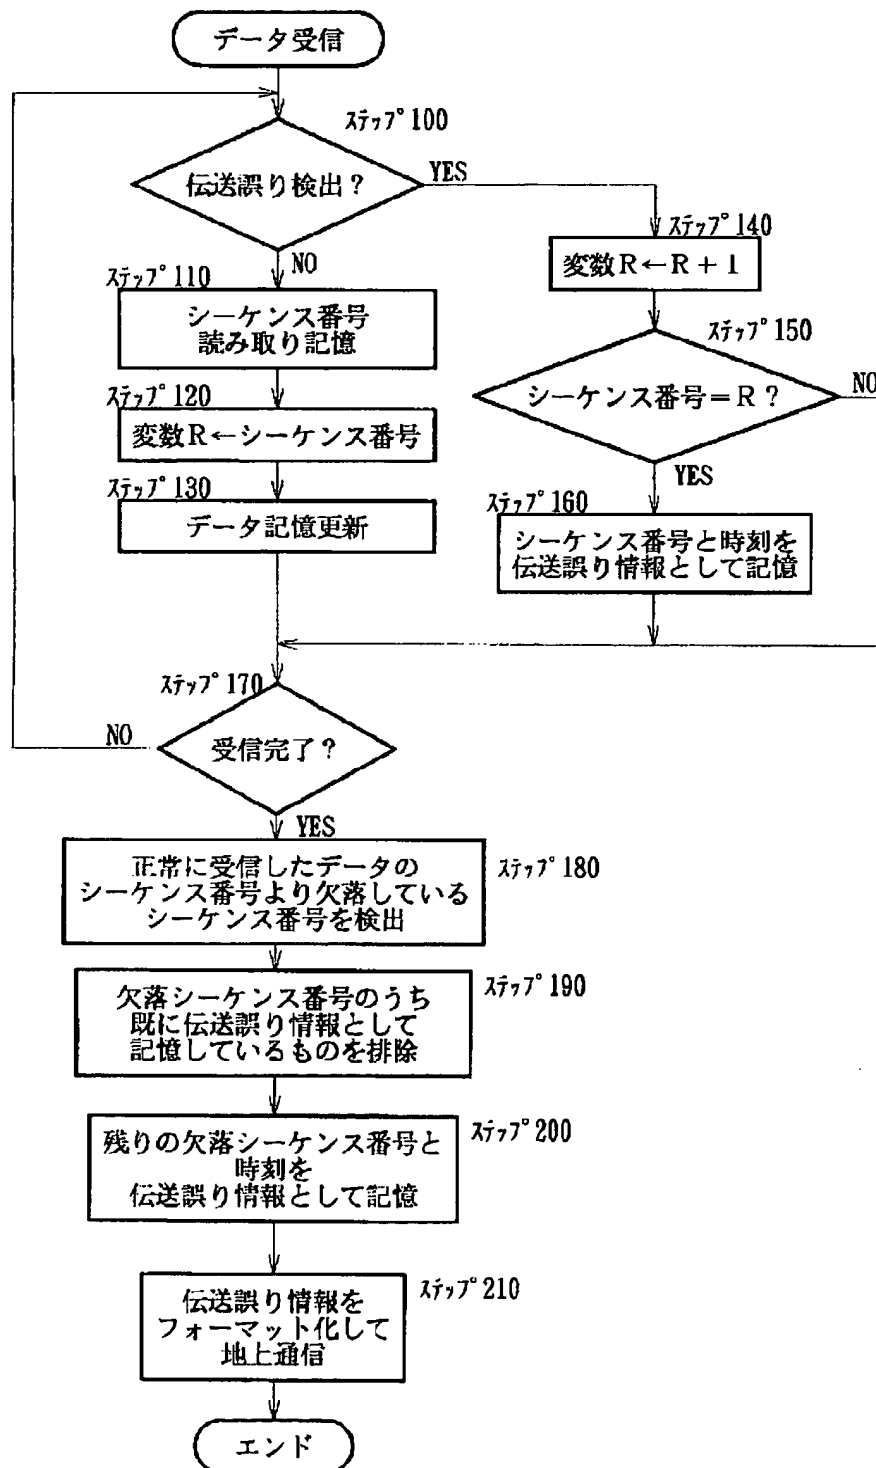 データ受信
ステップ100
伝送誤り検出?
YES
ステップ140
変数R←R+1
NO
ステップ110
シーケンス番号
読み取り記憶
ステップ150
シーケンス番号=R?
NO
ステップ120
変数R←シーケンス番号
YES
ステップ130
データ記憶更新
ステップ160
シーケンス番号と時刻を
伝送誤り情報として記憶
ステップ170
受信完了?
NO
YES
正常に受信したデータの
シーケンス番号より欠落している
シーケンス番号を検出
ステップ180
欠落シーケンス番号のうち
既に伝送誤り情報として
記憶しているものを排除
ステップ190
残りの欠落シーケンス番号と
時刻を
伝送誤り情報として記憶
ステップ200
伝送誤り情報を
フォーマット化して
地上通信
ステップ210
エンド